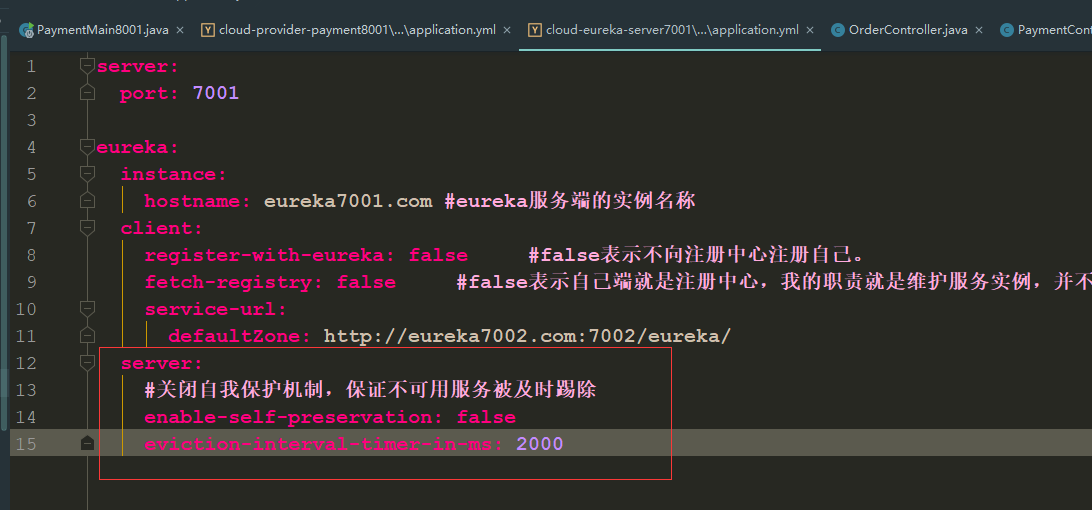 PaymentMain8001.java × cloud-provider-payment8001\...\application.yml × cloud-eureka-server7001\...\application.yml × OrderController.java × PaymentCont
1 server:
2 port: 7001
3
4 eureka:
5 instance:
6 hostname: eureka7001.com #eureka服务端的实例名称
7 client:
8 register-with-eureka: false #false表示不向注册中心注册自己。
9 fetch-registry: false #false表示自己端就是注册中心，我的职责就是维护服务实例，并不
10 service-url:
11 defaultZone: http://eureka7002.com:7002/eureka/
12 server:
13 #关闭自我保护机制，保证不可用服务被及时踢除
14 enable-self-preservation: false
15 eviction-interval-timer-in-ms: 2000